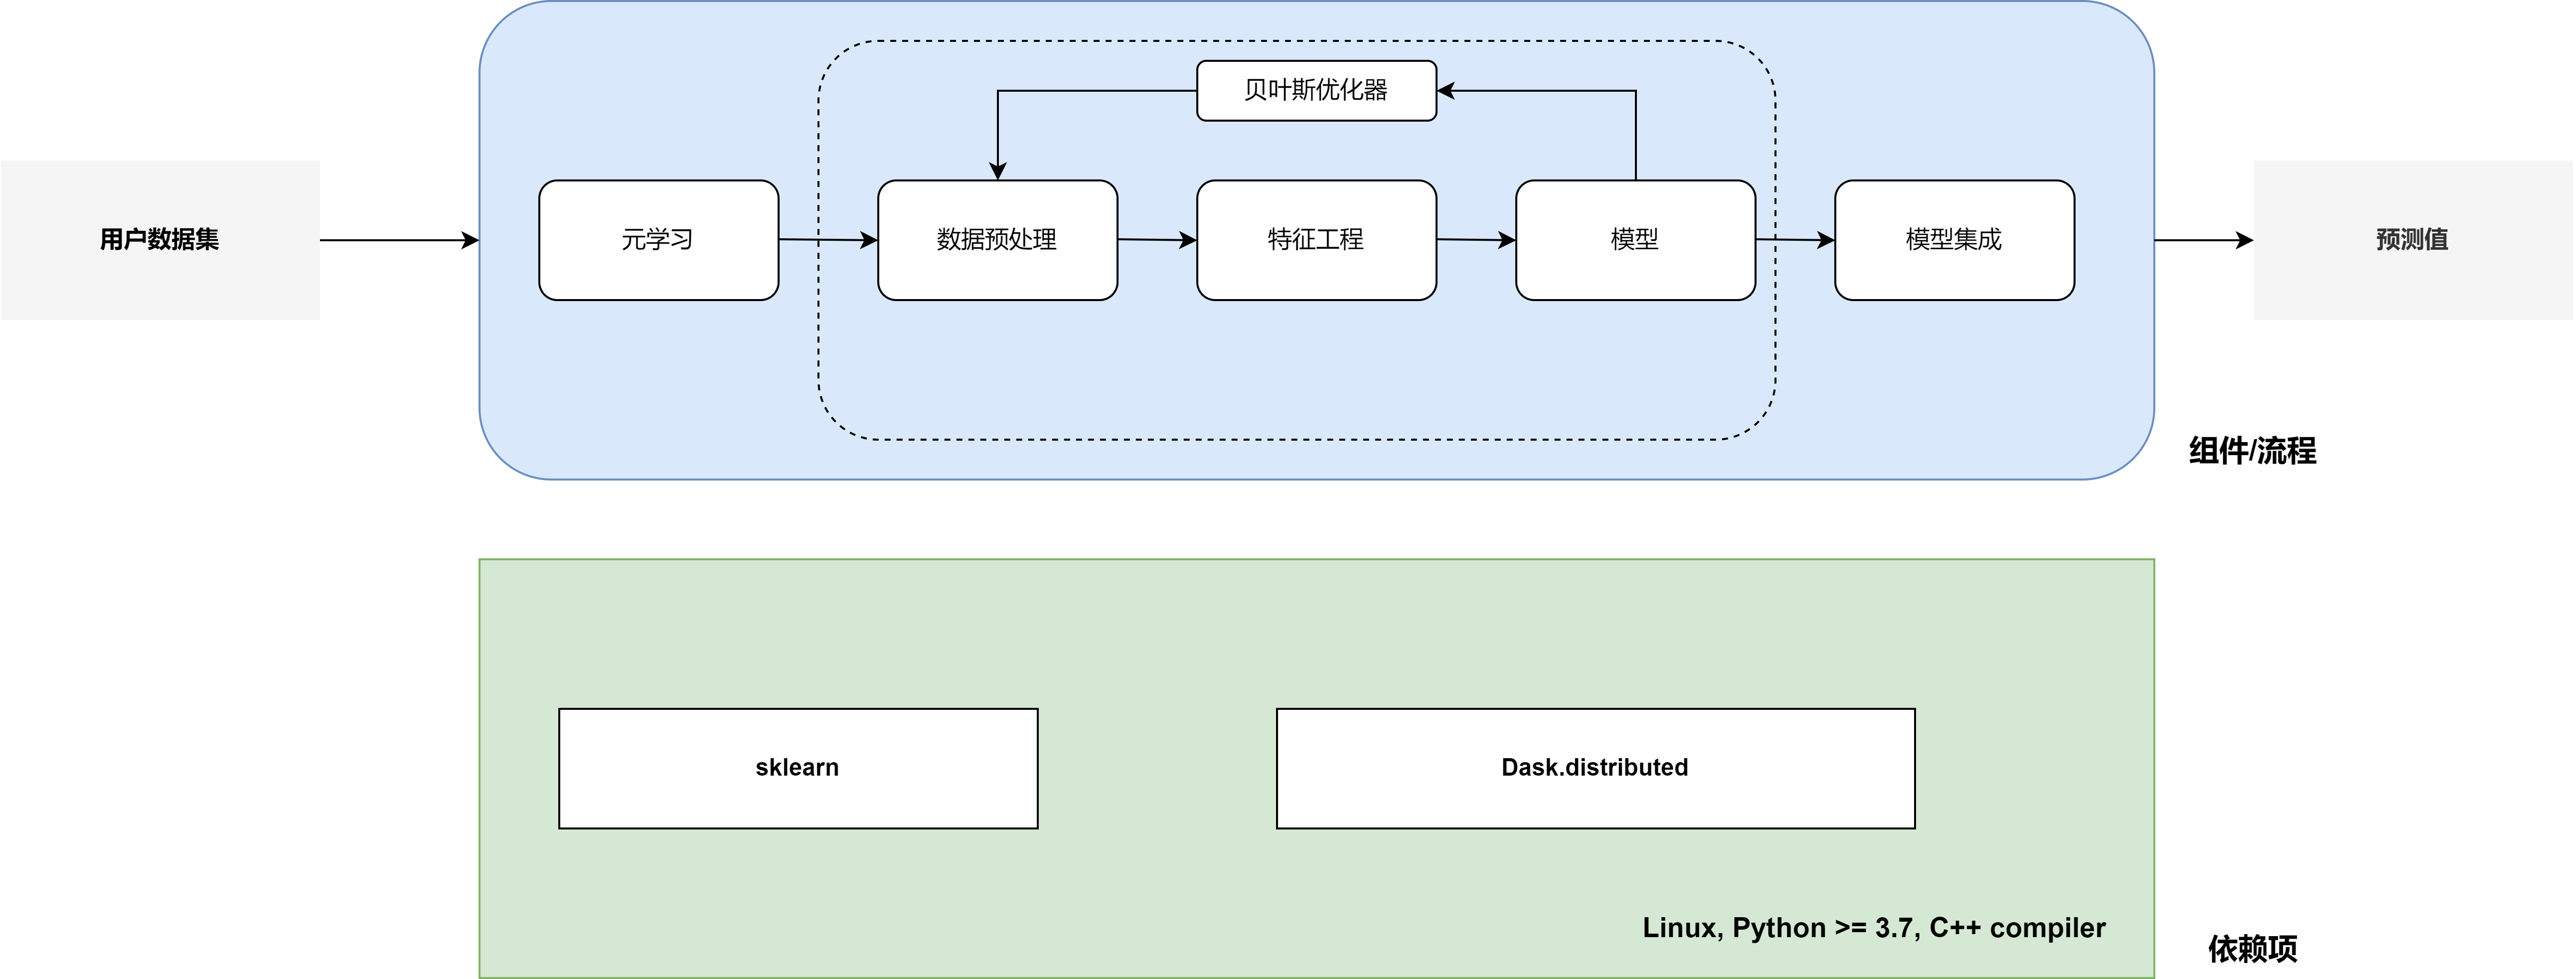 贝叶斯优化器
用户数据集
元学习
数据预处理
特征工程
模型
模型集成
预测值
组件/流程
sklearn
Dask.distributed
Linux, Python >= 3.7, C++ compiler
依赖项